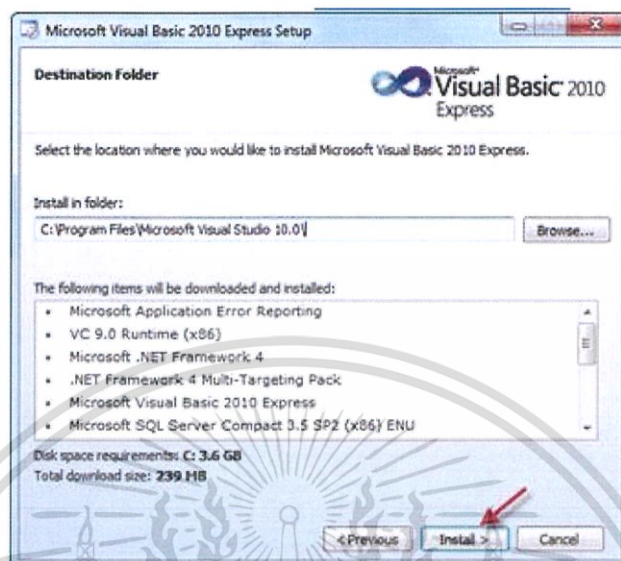 Microsoft Visual Basic 2010 Express Setup
Destination Folder
Microsoft®
Visual Basic® 2010
Express
Select the location where you would like to install Microsoft Visual Basic 2010 Express.
Install in folder:
C:\Program Files\Microsoft Visual Studio 10.0\
Browse...
The following items will be downloaded and installed:
• Microsoft Application Error Reporting
• VC 9.0 Runtime (x86)
• Microsoft .NET Framework 4
• .NET Framework 4 Multi-Targeting Pack
• Microsoft Visual Basic 2010 Express
• Microsoft SQL Server Compact 3.5 SP2 (x86) ENU
Disk space requirements: C: 3.6 GB
Total download size: 239 MB
< Previous
Install >
Cancel